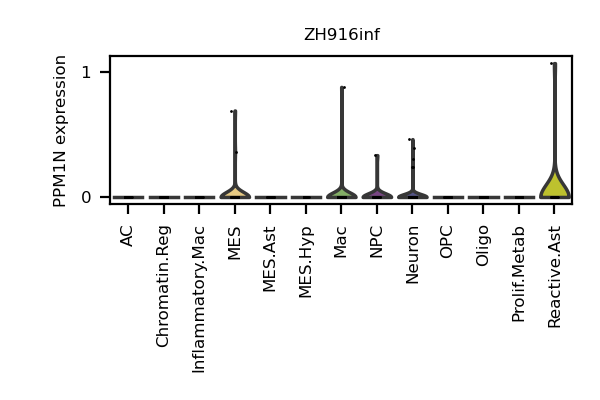 ZH916inf
PPM1N expression
1
0
AC
Chromatin.Reg
Inflammatory.Mac
MES
MES.Ast
MES.Hyp
Mac
NPC
Neuron
OPC
Oligo
Prolif.Metab
Reactive.Ast